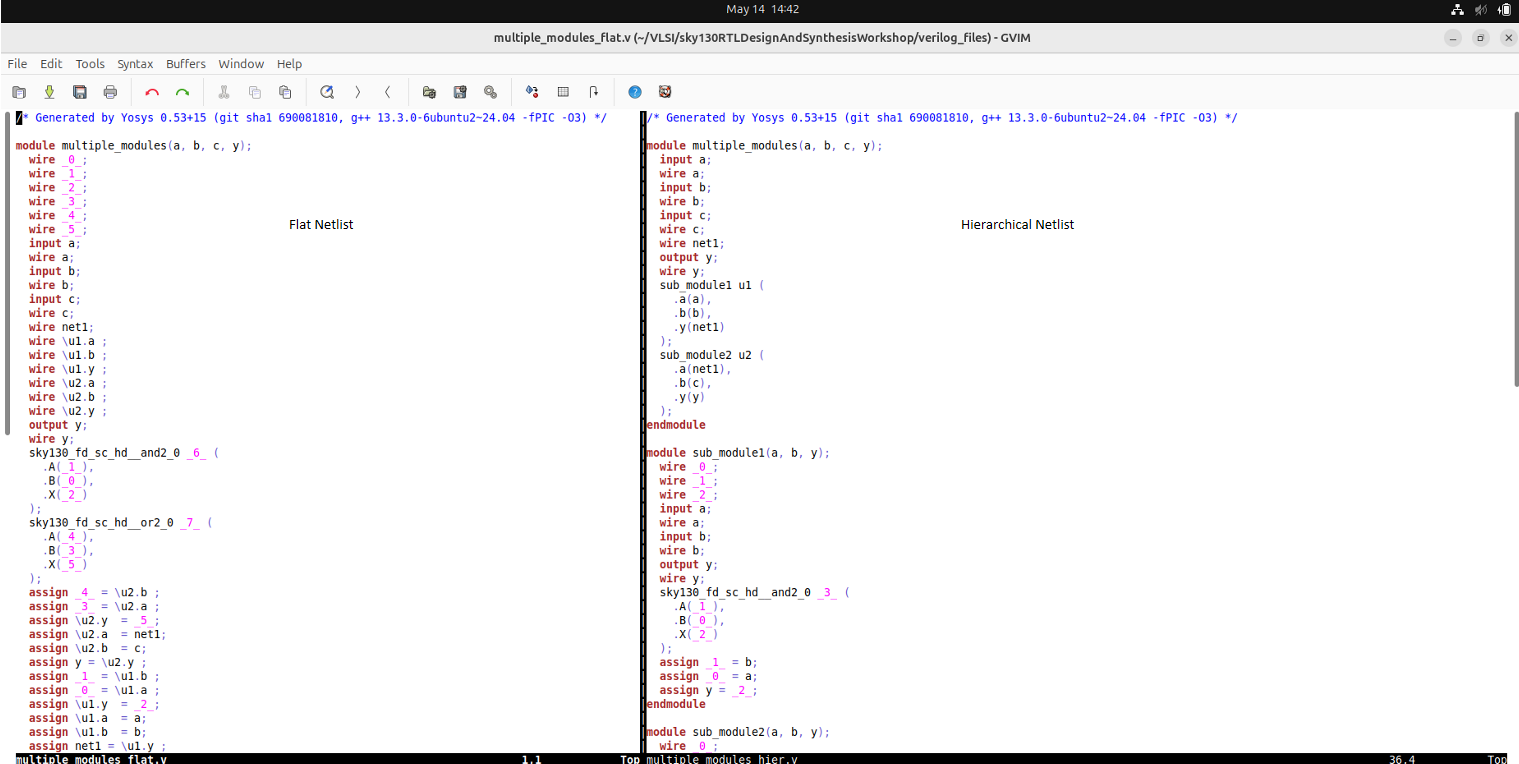 May 14 14:42
multiple_modules_flat.v (~/VLSI/sky130RTLDesignAndSynthesisWorkshop/verilog_files) - GVIM
File Edit Tools Syntax Buffers Window Help
/* Generated by Yosys 0.53+15 (git sha1 690081810, g++ 13.3.0-6ubuntu2~24.04 -fPIC -O3) */
module multiple_modules(a, b, c, y);
wire _0_;
wire _1_;
wire _2_;
wire _3_;
wire _4_;
wire _5_;
input a;
wire a;
input b;
wire b;
input c;
wire c;
wire net1;
wire \u1.a ;
wire \u1.b ;
wire \u1.y ;
wire \u2.a ;
wire \u2.b ;
wire \u2.y ;
output y;
wire y;
sky130_fd_sc_hd__and2_0 _6_ (
.A(_1_),
.B(_0_),
.X(_2_)
);
sky130_fd_sc_hd__or2_0 _7_ (
.A(_4_),
.B(_3_),
.X(_5_)
);
assign _4_ = \u2.b ;
assign _3_ = \u2.a ;
assign \u2.y = _5_;
assign \u2.a = net1;
assign \u2.b = c;
assign y = \u2.y ;
assign _1_ = \u1.b ;
assign _0_ = \u1.a ;
assign \u1.y = _2_;
assign \u1.a = a;
assign \u1.b = b;
assign net1 = \u1.y ;
multiple_modules_flat.v 1,1 Top
Flat Netlist
/* Generated by Yosys 0.53+15 (git sha1 690081810, g++ 13.3.0-6ubuntu2~24.04 -fPIC -O3) */
module multiple_modules(a, b, c, y);
input a;
wire a;
input b;
wire b;
input c;
wire c;
wire net1;
output y;
wire y;
sub_module1 u1 (
.a(a),
.b(b),
.y(net1)
);
sub_module2 u2 (
.a(net1),
.b(c),
.y(y)
);
endmodule
module sub_module1(a, b, y);
wire _0_;
wire _1_;
wire _2_;
input a;
wire a;
input b;
wire b;
output y;
wire y;
sky130_fd_sc_hd__and2_0 _3_ (
.A(_1_),
.B(_0_),
.X(_2_)
);
assign _1_ = b;
assign _0_ = a;
assign y = _2_;
endmodule
module sub_module2(a, b, y);
wire _0_;
multiple_modules_hier.v 36,4 Top
Hierarchical Netlist